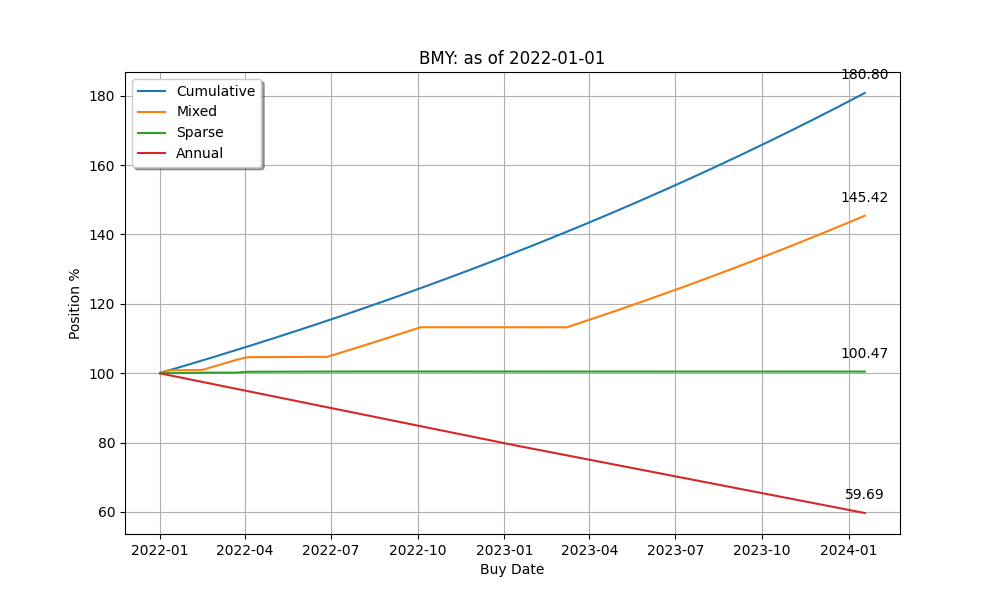 BMY: as of 2022-01-01
180.80
145.42
100.47
59.69
Cumulative
Mixed
Sparse
Annual
Position %
180
160
140
120
100
80
60
2022-01
2022-04
2022-07
2022-10
2023-01
2023-04
2023-07
2023-10
2024-01
Buy Date